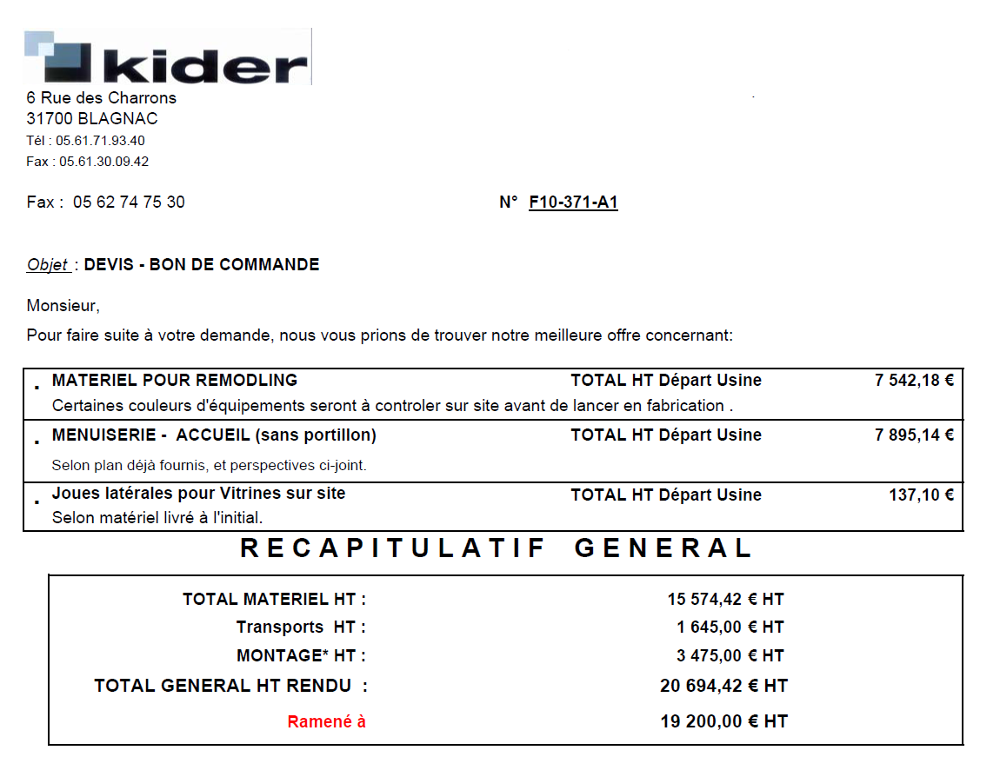 kider
6 Rue des Charrons
31700 BLAGNAC
Tél : 05.61.71.93.40
Fax : 05.61.30.09.42
Fax : 05 62 74 75 30 N° F10-371-A1
Objet : DEVIS - BON DE COMMANDE
Monsieur,
Pour faire suite à votre demande, nous vous prions de trouver notre meilleure offre concernant:
. MATERIEL POUR REMODLING TOTAL HT Départ Usine 7 542,18 €
Certaines couleurs d'équipements seront à controler sur site avant de lancer en fabrication .
. MENUISERIE - ACCUEIL (sans portillon) TOTAL HT Départ Usine 7 895,14 €
Selon plan déjà fournis, et perspectives ci-joint.
. Joues latérales pour Vitrines sur site TOTAL HT Départ Usine 137,10 €
Selon matériel livré à l'initial.
RECAPITULATIF GENERAL
TOTAL MATERIEL HT : 15 574,42 € HT
Transports HT : 1 645,00 € HT
MONTAGE* HT : 3 475,00 € HT
TOTAL GENERAL HT RENDU : 20 694,42 € HT
Ramené à 19 200,00 € HT